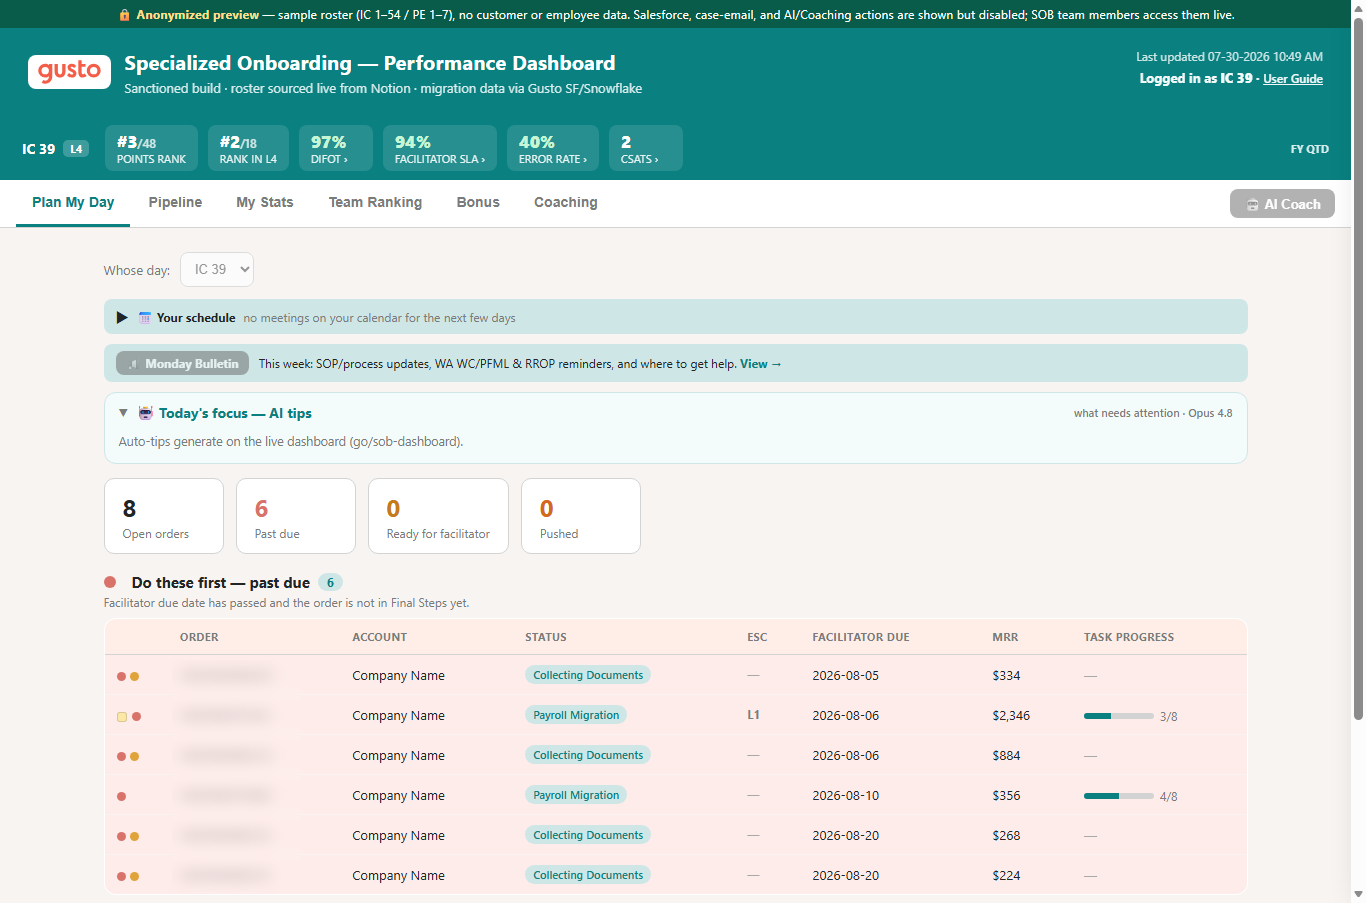 Anonymized preview — sample roster (IC 1–54 / PE 1–7), no customer or employee data. Salesforce, case-email, and AI/Coaching actions are shown but disabled; SOB team members access them live.
gusto
Specialized Onboarding — Performance Dashboard
Sanctioned build · roster sourced live from Notion · migration data via Gusto SF/Snowflake
Last updated 07-30-2026 10:49 AM
Logged in as IC 39 · User Guide
IC 39 L4
#3/48 POINTS RANK
#2/18 RANK IN L4
97% DIFOT ›
94% FACILITATOR SLA ›
40% ERROR RATE ›
2 CSATS ›
FY QTD
Plan My Day Pipeline My Stats Team Ranking Bonus Coaching
AI Coach
Whose day: IC 39
Your schedule no meetings on your calendar for the next few days
Monday Bulletin This week: SOP/process updates, WA WC/PFML & RROP reminders, and where to get help. View →
Today's focus — AI tips
what needs attention · Opus 4.8
Auto-tips generate on the live dashboard (go/sob-dashboard).
8 Open orders
6 Past due
0 Ready for facilitator
0 Pushed
Do these first — past due 6
Facilitator due date has passed and the order is not in Final Steps yet.
ORDER ACCOUNT STATUS ESC FACILITATOR DUE MRR TASK PROGRESS
Company Name Collecting Documents — 2026-08-05 $334 —
Company Name Payroll Migration L1 2026-08-06 $2,346 3/8
Company Name Collecting Documents — 2026-08-06 $884 —
Company Name Payroll Migration — 2026-08-10 $356 4/8
Company Name Collecting Documents — 2026-08-20 $268 —
Company Name Collecting Documents — 2026-08-20 $224 —